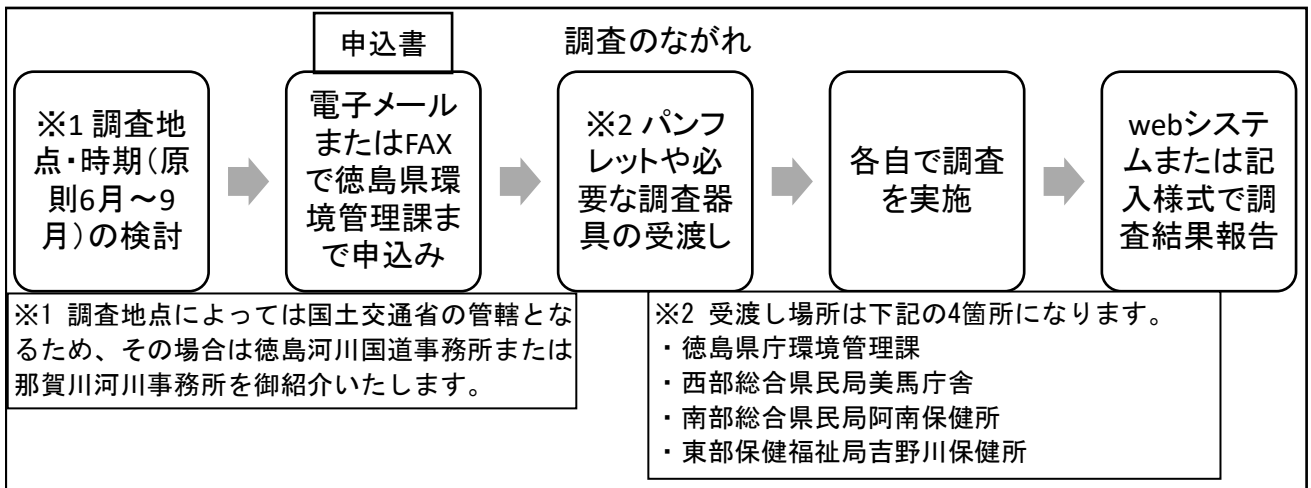 調査のながれ
※1 調査地
点・時期(原
則6月～9
月)の検討
申込書
電子メール
またはFAX
で徳島県環
境管理課ま
で申込み
※2 パンフ
レットや必
要な調査器
具の受渡し
各自で調査
を実施
webシステ
ムまたは記
入様式で調
査結果報告
※1 調査地点によっては国土交通省の管轄とな
るため、その場合は徳島河川国道事務所または
那賀川河川事務所を御紹介いたします。
※2 受渡し場所は下記の4箇所になります。
・徳島県庁環境管理課
・西部総合県民局美馬庁舎
・南部総合県民局阿南保健所
・東部保健福祉局吉野川保健所